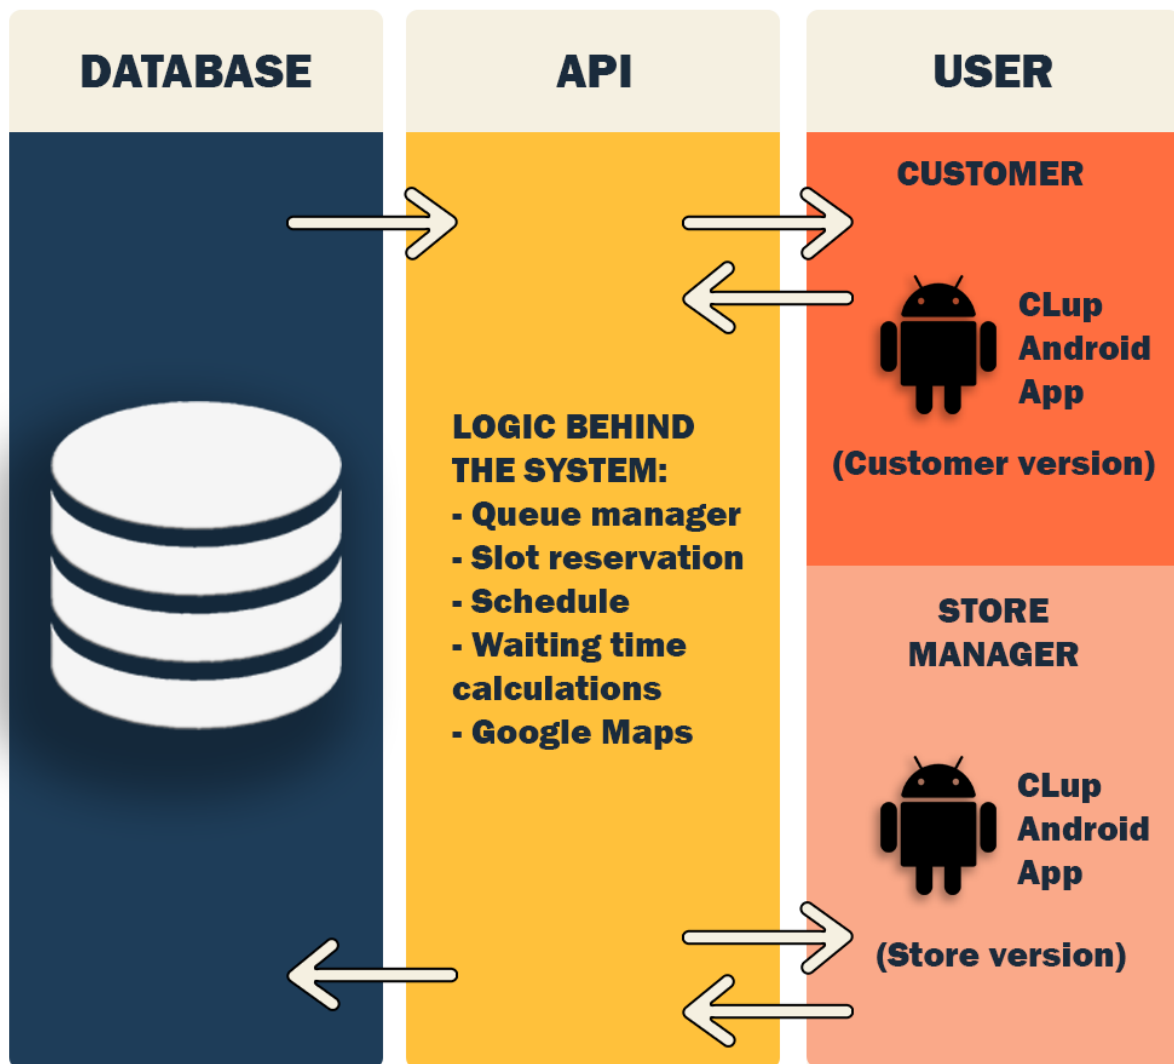 DATABASE
API
LOGIC BEHIND
THE SYSTEM:
- Queue manager
- Slot reservation
- Schedule
- Waiting time
calculations
- Google Maps
USER
CUSTOMER
CLup
Android
App
(Customer version)
STORE
MANAGER
CLup
Android
App
(Store version)